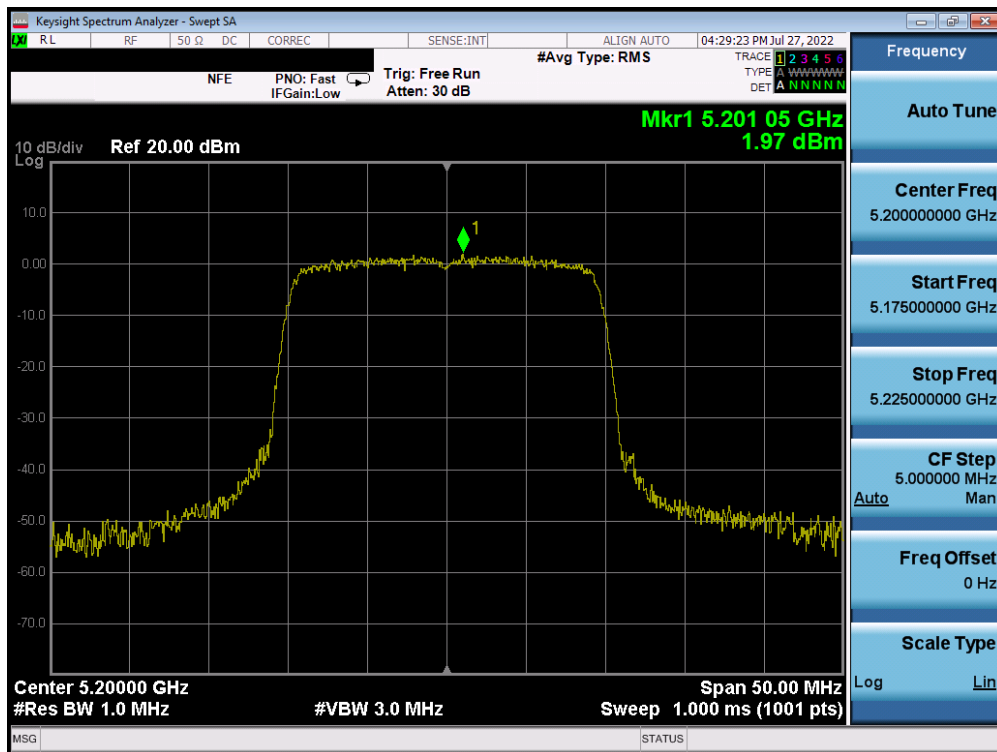 Keysight Spectrum Analyzer - Swept SA
LXI RL RF 50 Ω DC CORREC SENSE:INT ALIGN AUTO 04:29:23 PM Jul 27, 2022
Frequency
NFE PNO: Fast Trig: Free Run #Avg Type: RMS TRACE 1 2 3 4 5 6
IFGain:Low Atten: 30 dB TYPE A WWWWW
DET A N N N N N
Auto Tune
Mkr1 5.201 05 GHz
1.97 dBm
10 dB/div Ref 20.00 dBm
Log
Center Freq
5.200000000 GHz
10.0
1
0.00
Start Freq
5.175000000 GHz
-10.0
-20.0
Stop Freq
5.225000000 GHz
-30.0
-40.0
CF Step
5.000000 MHz
Auto Man
-50.0
Freq Offset
0 Hz
-60.0
-70.0
Scale Type
Log Lin
Center 5.20000 GHz Span 50.00 MHz
#Res BW 1.0 MHz #VBW 3.0 MHz Sweep 1.000 ms (1001 pts)
MSG STATUS